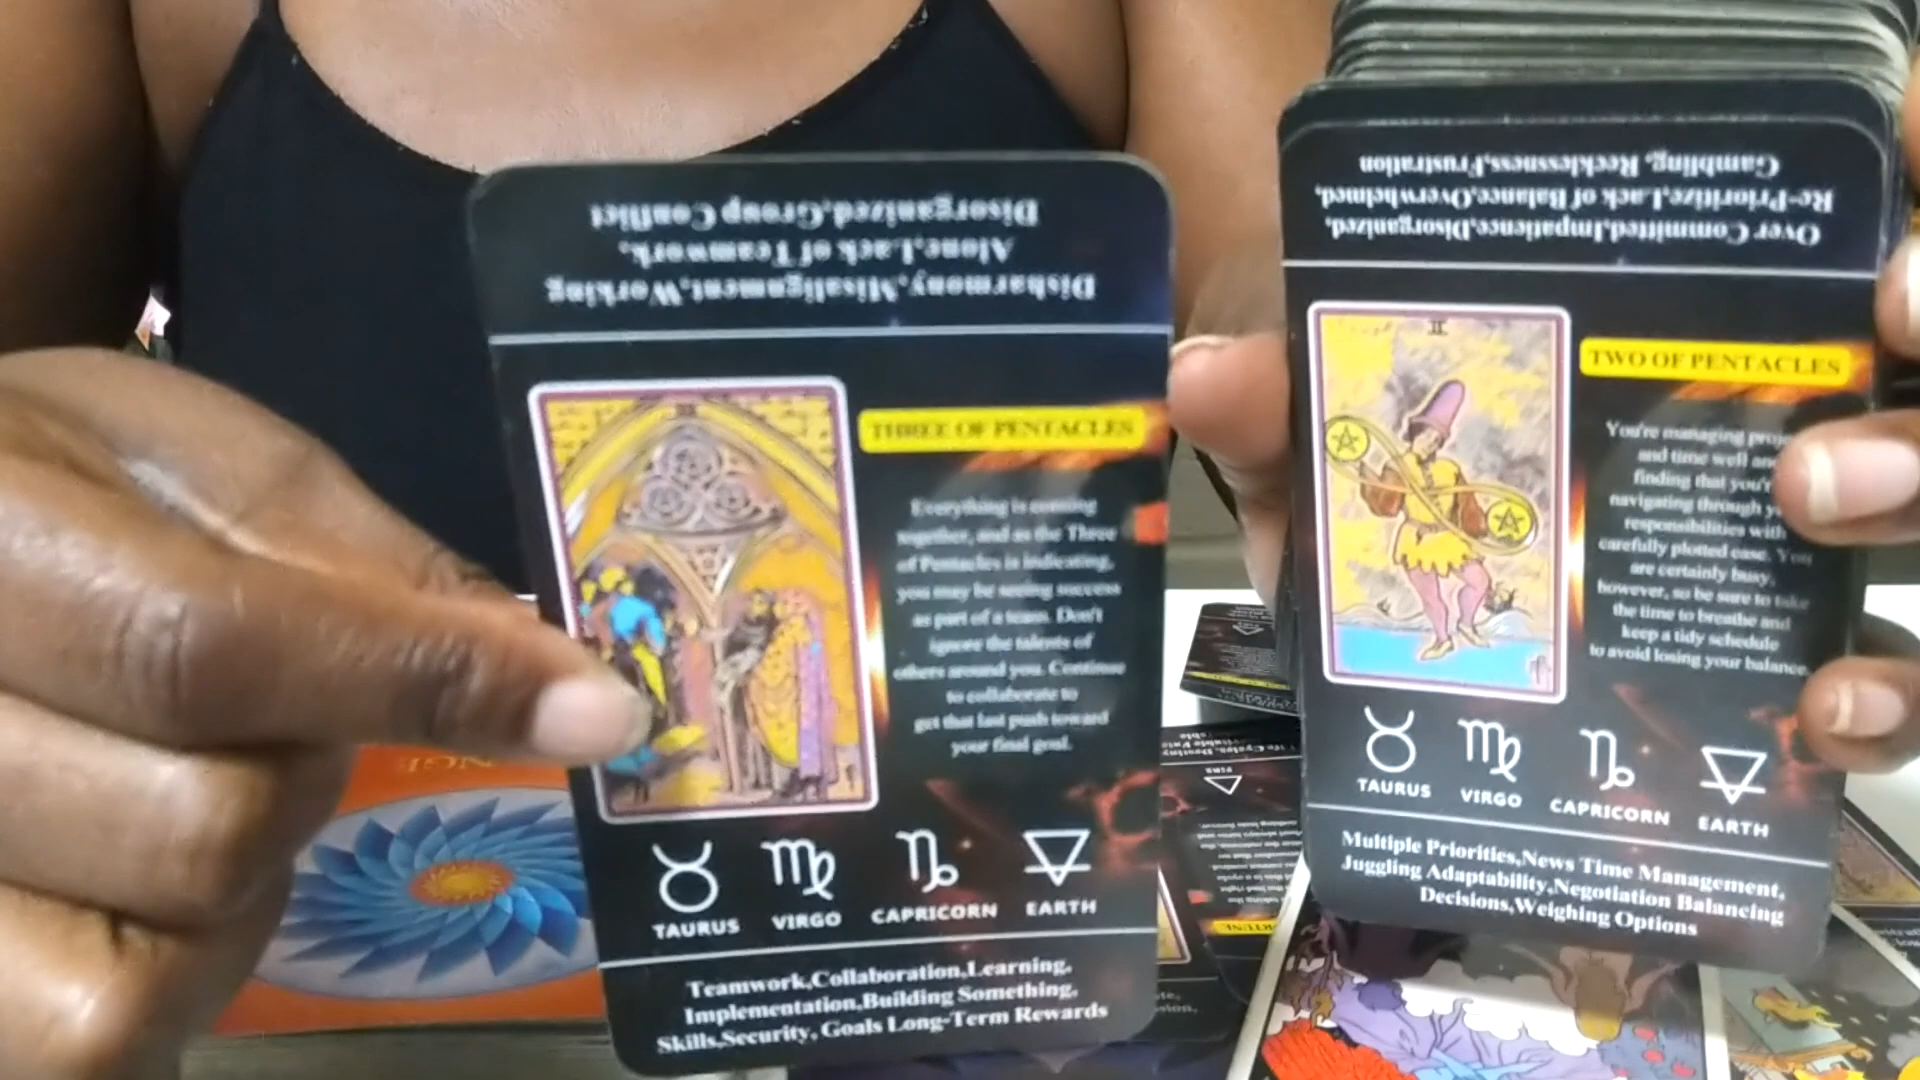 Disharmony,Misalignment,Working
Alone,Lack of Teamwork,
Disorganized,Group Conflict
THREE OF PENTACLES
Everything is coming
together, and as the Three
of Pentacles is indicating,
you may be seeing success
as part of a team. Don't
ignore the talents of
others around you. Continue
to collaborate to
get that last push toward
your final goal.
TAURUS
VIRGO
CAPRICORN
EARTH
Teamwork,Collaboration,Learning,
Implementation,Building Something,
Skills,Security, Goals Long-Term Rewards
Over Committed,Impatience,Disorganized,
Re-Prioritize,Lack of Balance,Overwhelmed,
Gambling, Recklessness,Frustration
II
TWO OF PENTACLES
You're managing
and time well
finding that
navigating through
responsibilities with
carefully plotted ease. You
are certainly busy,
however, so be sure to take
the time to breathe and
keep a tidy schedule
to avoid losing your balance.
TAURUS
VIRGO
CAPRICORN
EARTH
Multiple Priorities,News Time Management,
Juggling Adaptability,Negotiation Balancing
Decisions,Weighing Options